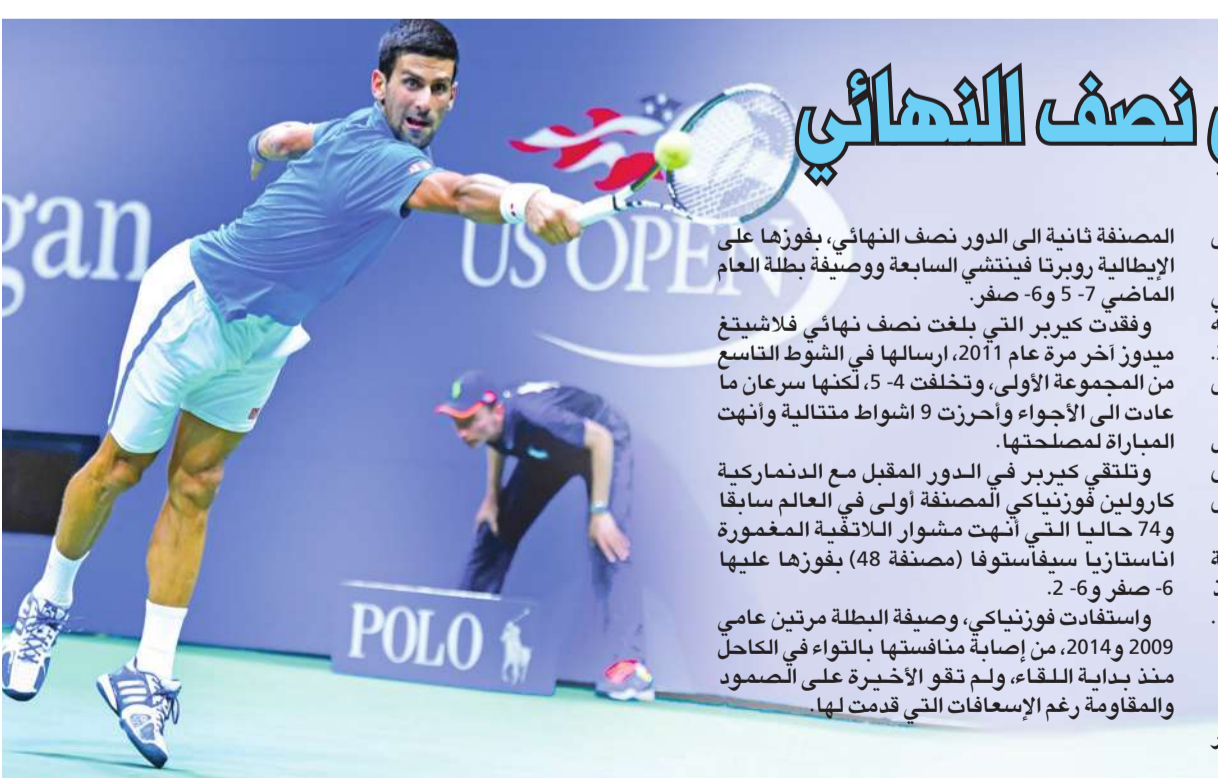 نصف النهائي
المصنفة ثانية الى الدور نصف النهائي، بفوزها على
الإيطالية روبرتا فينتشي السابعة ووصيفة بطلة العام
الماضي 7- 5 و6- صفر.
وفقدت كيربر التي بلغت نصف نهائي فلاشيتغ
ميدوز آخر مرة عام 2011، ارسالها في الشوط التاسع
من المجموعة الأولى، وتخلفت 4- 5، لكنها سرعان ما
عادت الى الأجواء وأحرزت 9 اشواط متتالية وأنهت
المباراة لمصلحتها.
وتلتقي كيربر في الدور المقبل مع الدنماركية
كارولين فوزنياكي المصنفة أولى في العالم سابقا
و74 حاليا التي أنهت مشوار اللاتفية المغمورة
اناستازيا سيفاستوفا (مصنفة 48) بفوزها عليها
6- صفر و6- 2.
واستفادت فوزنياكي، وصيفة البطلة مرتين عامي
2009 و2014، من إصابة منافستها بالتواء في الكاحل
منذ بداية اللقاء، ولم تقو الأخيرة على الصمود
والمقاومة رغم الإسعافات التي قدمت لها.
gan
US OPEN
POLO